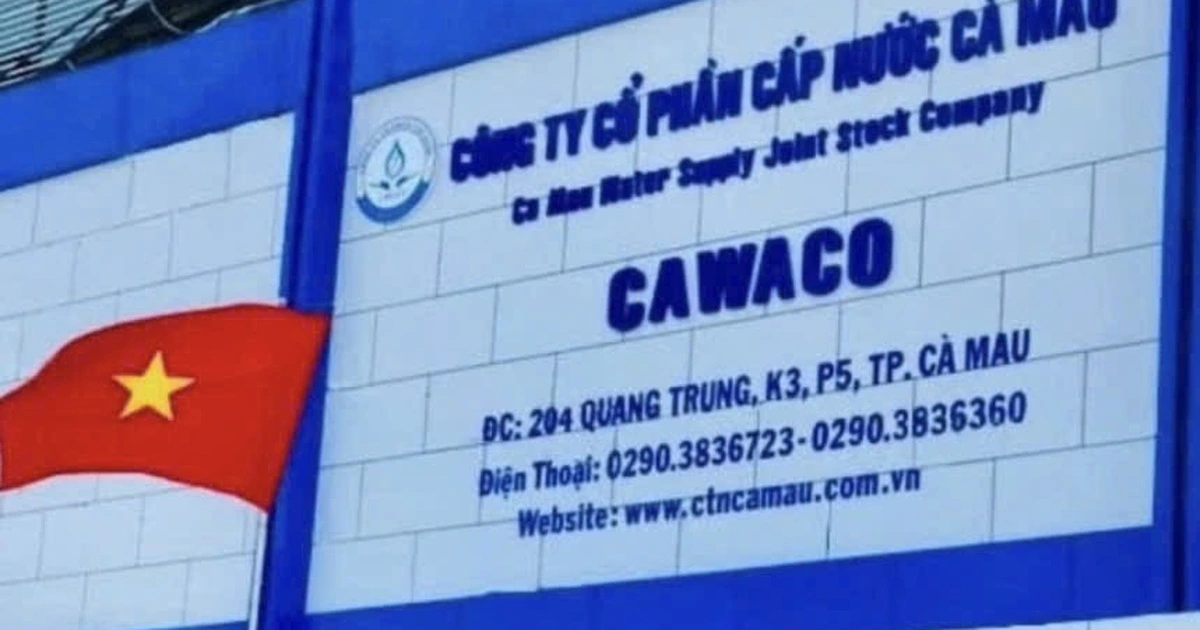 CÔNG TY CỔ PHẦN CẤP NƯỚC CÀ MAU
Ca Mau Water Supply Joint Stock Company
CAWACO
ĐC: 204 QUANG TRUNG, K3, P5, TP. CÀ MAU
Điện Thoại: 0290.3836723-0290.3836360
Website: www.ctncamau.com.vn